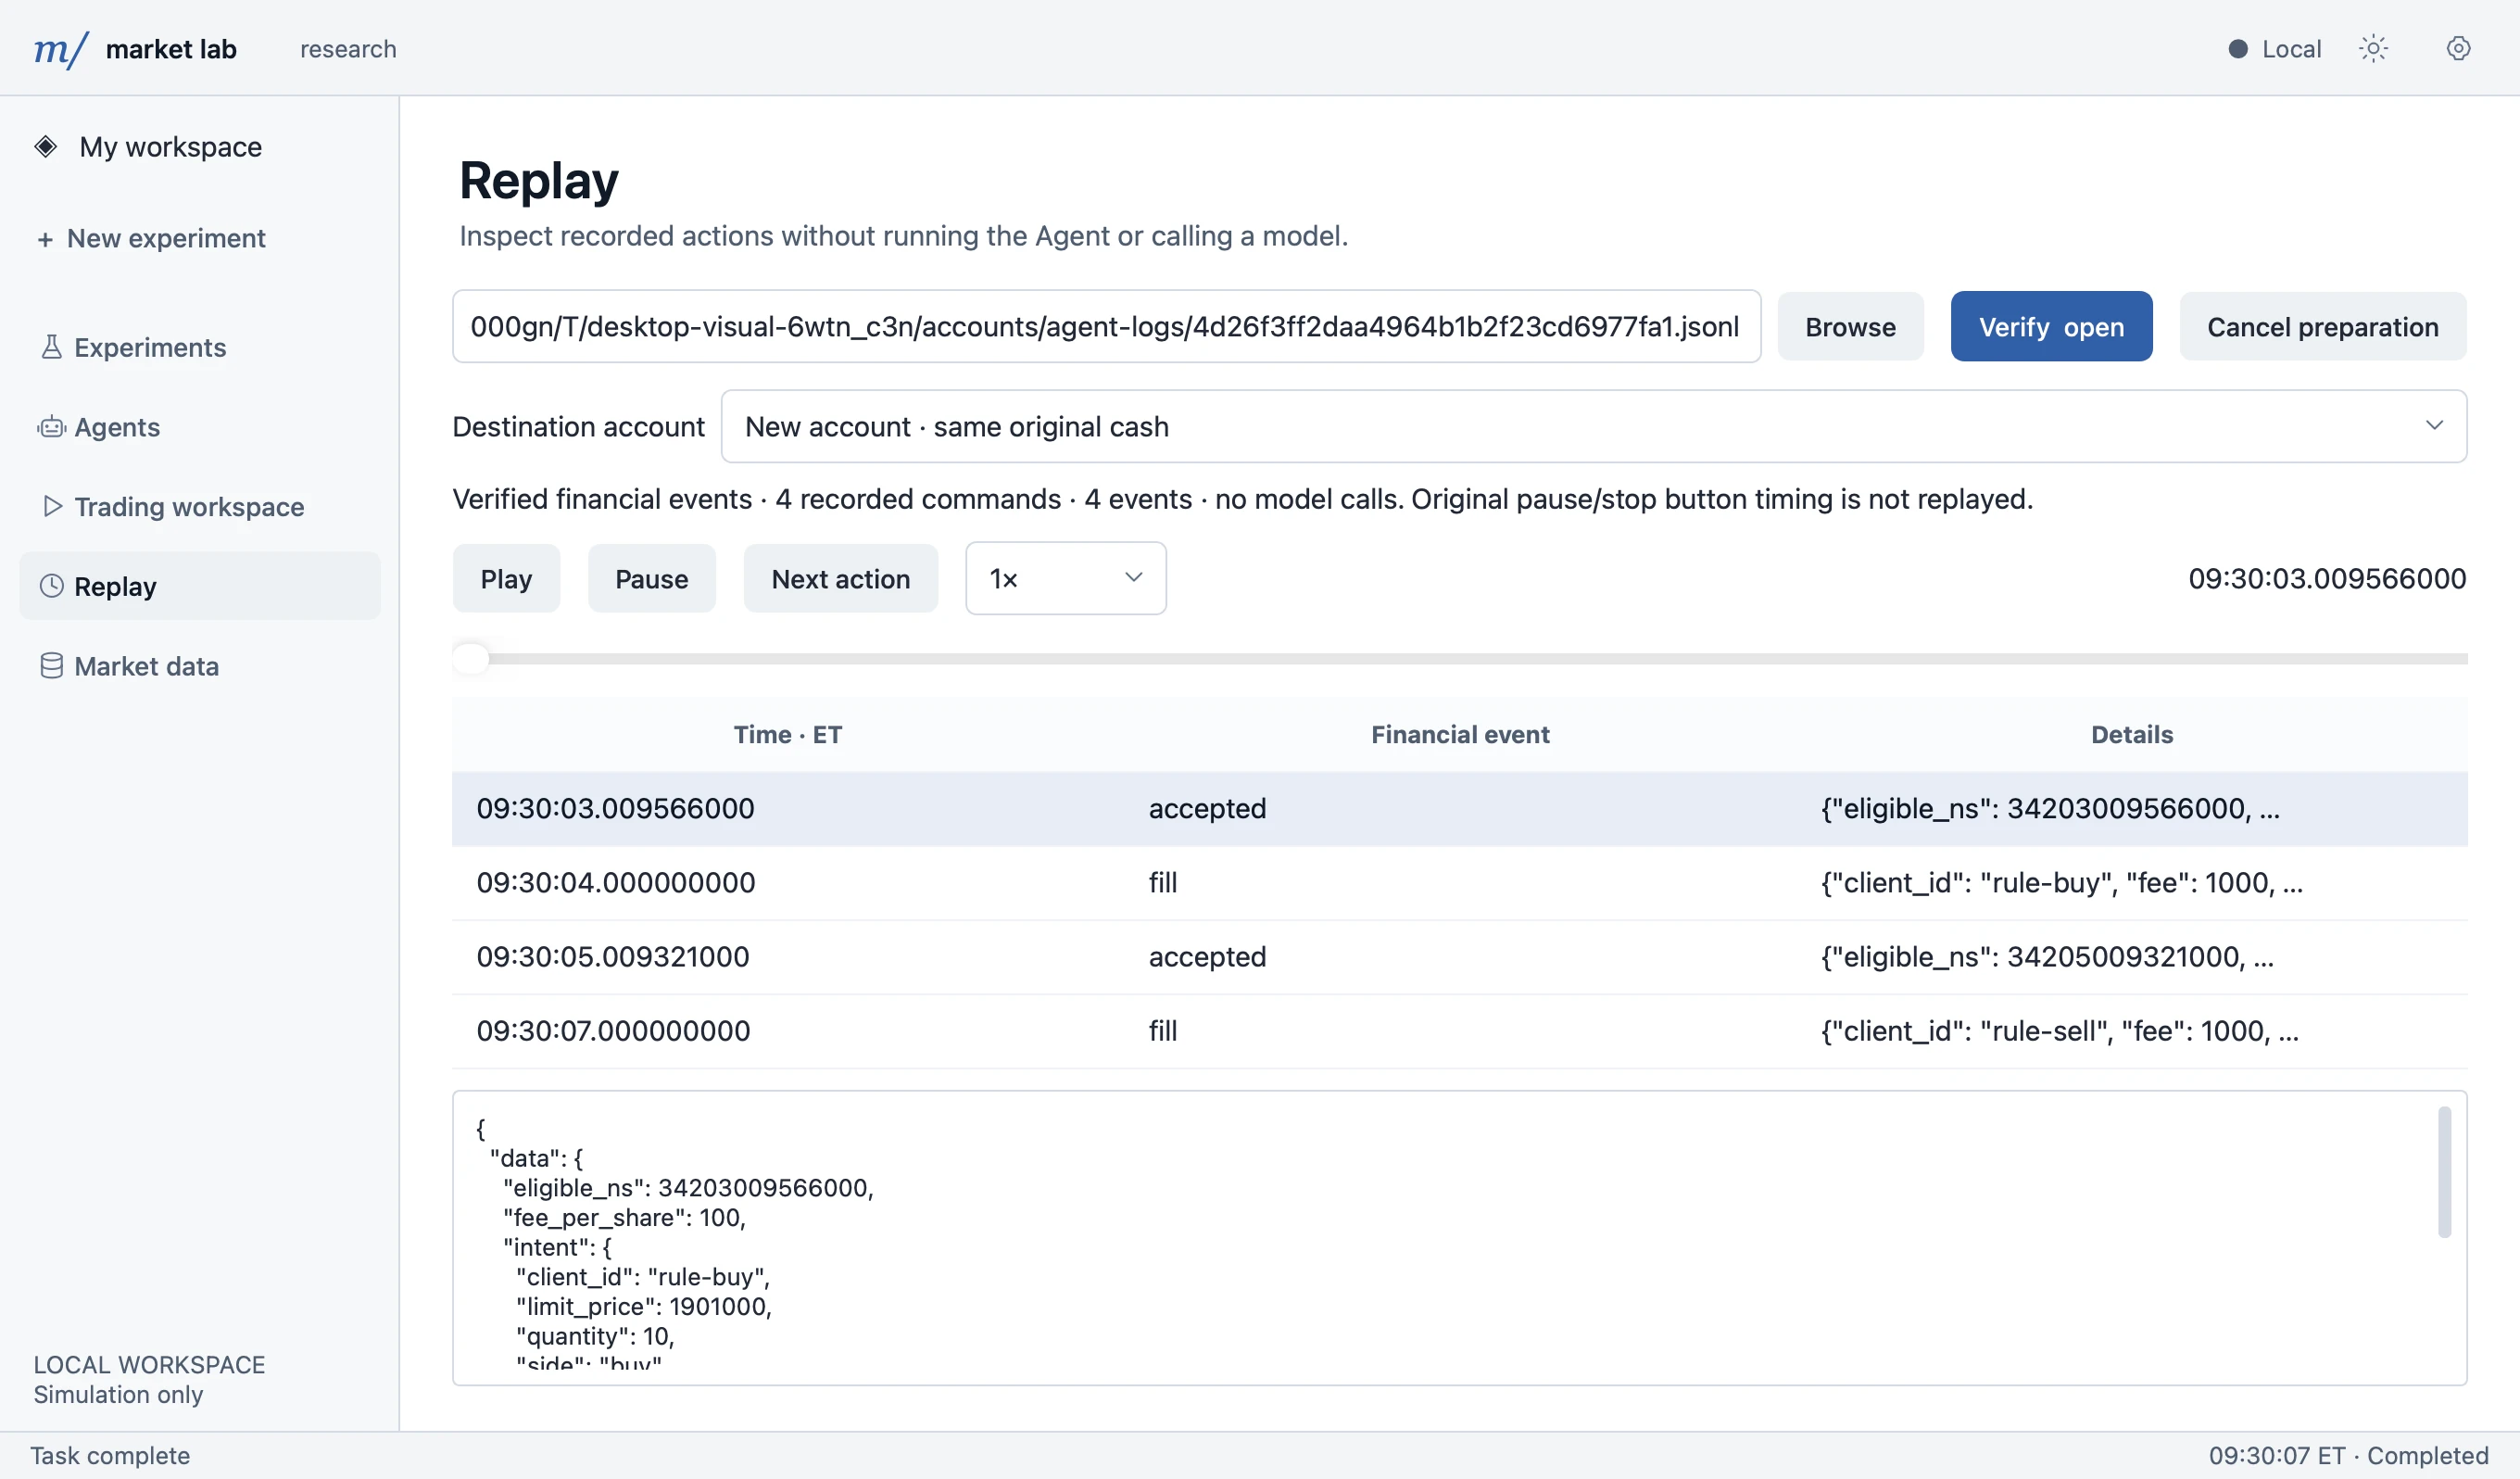 m/ market lab research Local
My workspace
+ New experiment
Experiments
Agents
Trading workspace
Replay
Market data
LOCAL WORKSPACE
Simulation only
Replay
Inspect recorded actions without running the Agent or calling a model.
000gn/T/desktop-visual-6wtn_c3n/accounts/agent-logs/4d26f3ff2daa4964b1b2f23cd6977fa1.jsonl Browse Verify open Cancel preparation
Destination account New account · same original cash
Verified financial events · 4 recorded commands · 4 events · no model calls. Original pause/stop button timing is not replayed.
Play Pause Next action 1× 09:30:03.009566000
Time · ET Financial event Details
09:30:03.009566000 accepted {"eligible_ns": 34203009566000, ...
09:30:04.000000000 fill {"client_id": "rule-buy", "fee": 1000, ...
09:30:05.009321000 accepted {"eligible_ns": 34205009321000, ...
09:30:07.000000000 fill {"client_id": "rule-sell", "fee": 1000, ...
{
"data": {
"eligible_ns": 34203009566000,
"fee_per_share": 100,
"intent": {
"client_id": "rule-buy",
"limit_price": 1901000,
"quantity": 10,
"side": "buy"
Task complete 09:30:07 ET · Completed